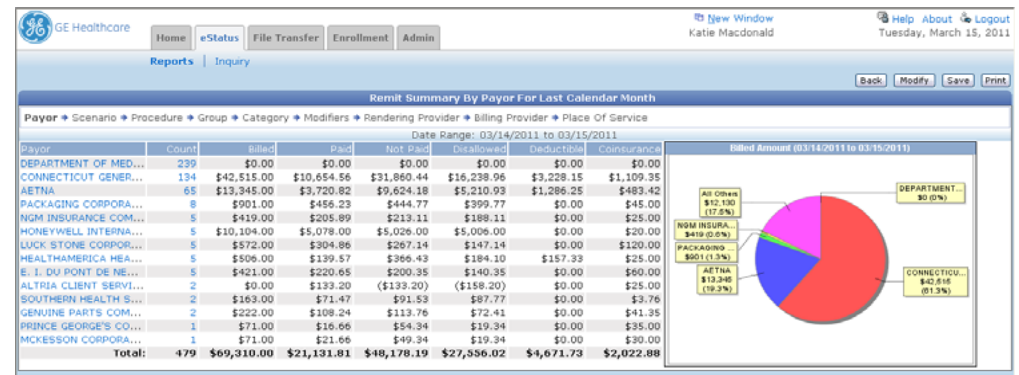 GE Healthcare
New Window
Help About Logout
Katie Macdonald
Tuesday, March 15, 2011
Home eStatus File Transfer Enrollment Admin
Reports | Inquiry
Back Modify Save Print
Remit Summary By Payor For Last Calendar Month
Payor Scenario Procedure Group Category Modifiers Rendering Provider Billing Provider Place Of Service
Date Range: 03/14/2011 to 03/15/2011
Payor Count Billed Paid Not Paid Disallowed Deductible Coinsurance
DEPARTMENT OF MED... 239 $0.00 $0.00 $0.00 $0.00 $0.00 $0.00
CONNECTICUT GENER... 134 $42,515.00 $10,654.56 $31,860.44 $16,238.96 $3,228.15 $1,109.35
AETNA 65 $13,345.00 $3,720.82 $9,624.18 $5,210.93 $1,286.25 $483.42
PACKAGING CORPORA... 8 $901.00 $456.23 $444.77 $399.77 $0.00 $45.00
NGM INSURANCE COM... 5 $419.00 $205.89 $213.11 $188.11 $0.00 $25.00
HONEYWELL INTERNA... 5 $10,104.00 $5,078.00 $5,026.00 $5,006.00 $0.00 $20.00
LUCK STONE CORPOR... 5 $572.00 $304.86 $267.14 $147.14 $0.00 $120.00
HEALTHAMERICA HEA... 5 $506.00 $139.57 $366.43 $184.10 $157.33 $25.00
E. I. DU PONT DE NE... 5 $421.00 $220.65 $200.35 $140.35 $0.00 $60.00
ALTRIA CLIENT SERVI... 2 $0.00 $133.20 ($133.20) ($158.20) $0.00 $25.00
SOUTHERN HEALTH S... 2 $163.00 $71.47 $91.53 $87.77 $0.00 $3.76
GENUINE PARTS COM... 2 $222.00 $108.24 $113.76 $72.41 $0.00 $41.35
PRINCE GEORGE'S CO... 1 $71.00 $16.66 $54.34 $19.34 $0.00 $35.00
MCKESSON CORPORA... 1 $71.00 $21.66 $49.34 $19.34 $0.00 $30.00
Total: 479 $69,310.00 $21,131.81 $48,178.19 $27,556.02 $4,671.73 $2,022.88
Billed Amount (03/14/2011 to 03/15/2011)
All Others
$12,130
(17.5%)
DEPARTMENT...
$0 (0%)
NGM INSURA...
$419 (0.6%)
PACKAGING ...
$901 (1.3%)
AETNA
$13,345
(19.3%)
CONNECTICU...
$42,515
(61.3%)